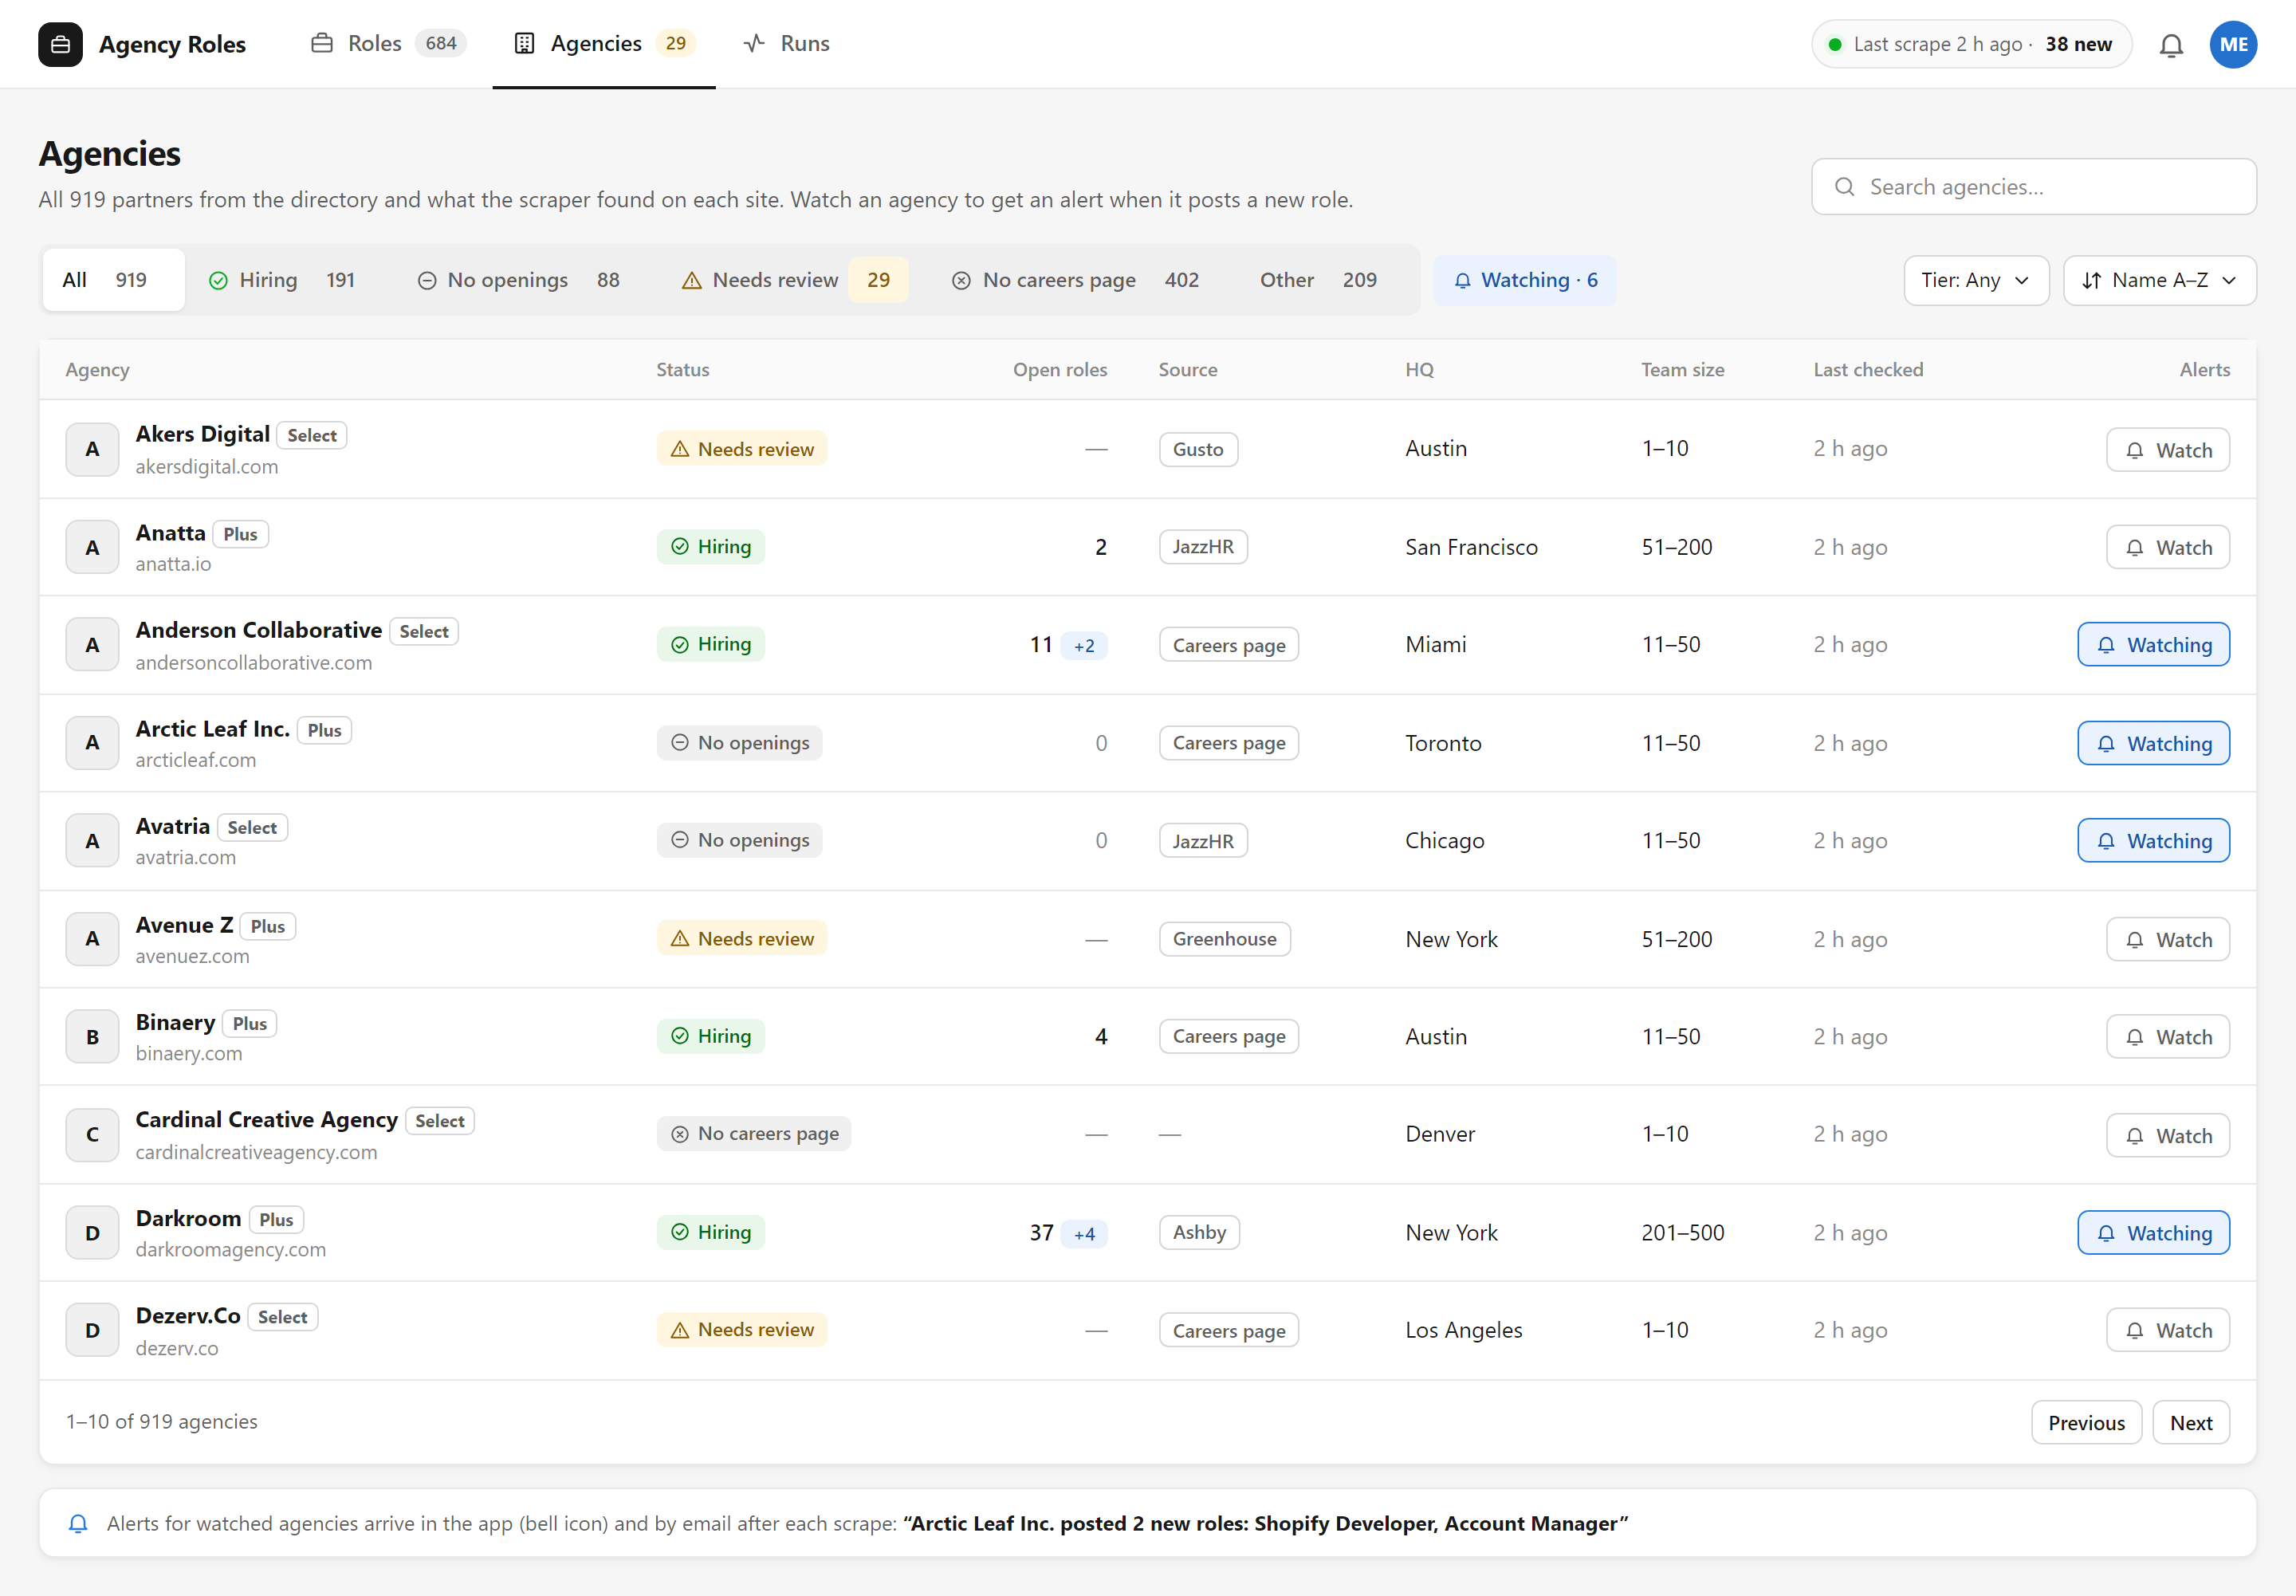 Agency Roles Roles 684 Agencies 29 Runs Last scrape 2 h ago · 38 new ME
Agencies
All 919 partners from the directory and what the scraper found on each site. Watch an agency to get an alert when it posts a new role.
Search agencies...
All 919 Hiring 191 No openings 88 Needs review 29 No careers page 402 Other 209 Watching · 6 Tier: Any Name A–Z
Agency Status Open roles Source HQ Team size Last checked Alerts
A Akers Digital Select Needs review — Gusto Austin 1–10 2 h ago Watch
akersdigital.com
A Anatta Plus Hiring 2 JazzHR San Francisco 51–200 2 h ago Watch
anatta.io
A Anderson Collaborative Select Hiring 11 +2 Careers page Miami 11–50 2 h ago Watching
andersoncollaborative.com
A Arctic Leaf Inc. Plus No openings 0 Careers page Toronto 11–50 2 h ago Watching
arcticleaf.com
A Avatria Select No openings 0 JazzHR Chicago 11–50 2 h ago Watching
avatria.com
A Avenue Z Plus Needs review — Greenhouse New York 51–200 2 h ago Watch
avenuez.com
B Binaery Plus Hiring 4 Careers page Austin 11–50 2 h ago Watch
binaery.com
C Cardinal Creative Agency Select No careers page — — Denver 1–10 2 h ago Watch
cardinalcreativeagency.com
D Darkroom Plus Hiring 37 +4 Ashby New York 201–500 2 h ago Watching
darkroomagency.com
D Dezerv.Co Select Needs review — Careers page Los Angeles 1–10 2 h ago Watch
dezerv.co
1–10 of 919 agencies Previous Next
Alerts for watched agencies arrive in the app (bell icon) and by email after each scrape: “Arctic Leaf Inc. posted 2 new roles: Shopify Developer, Account Manager”